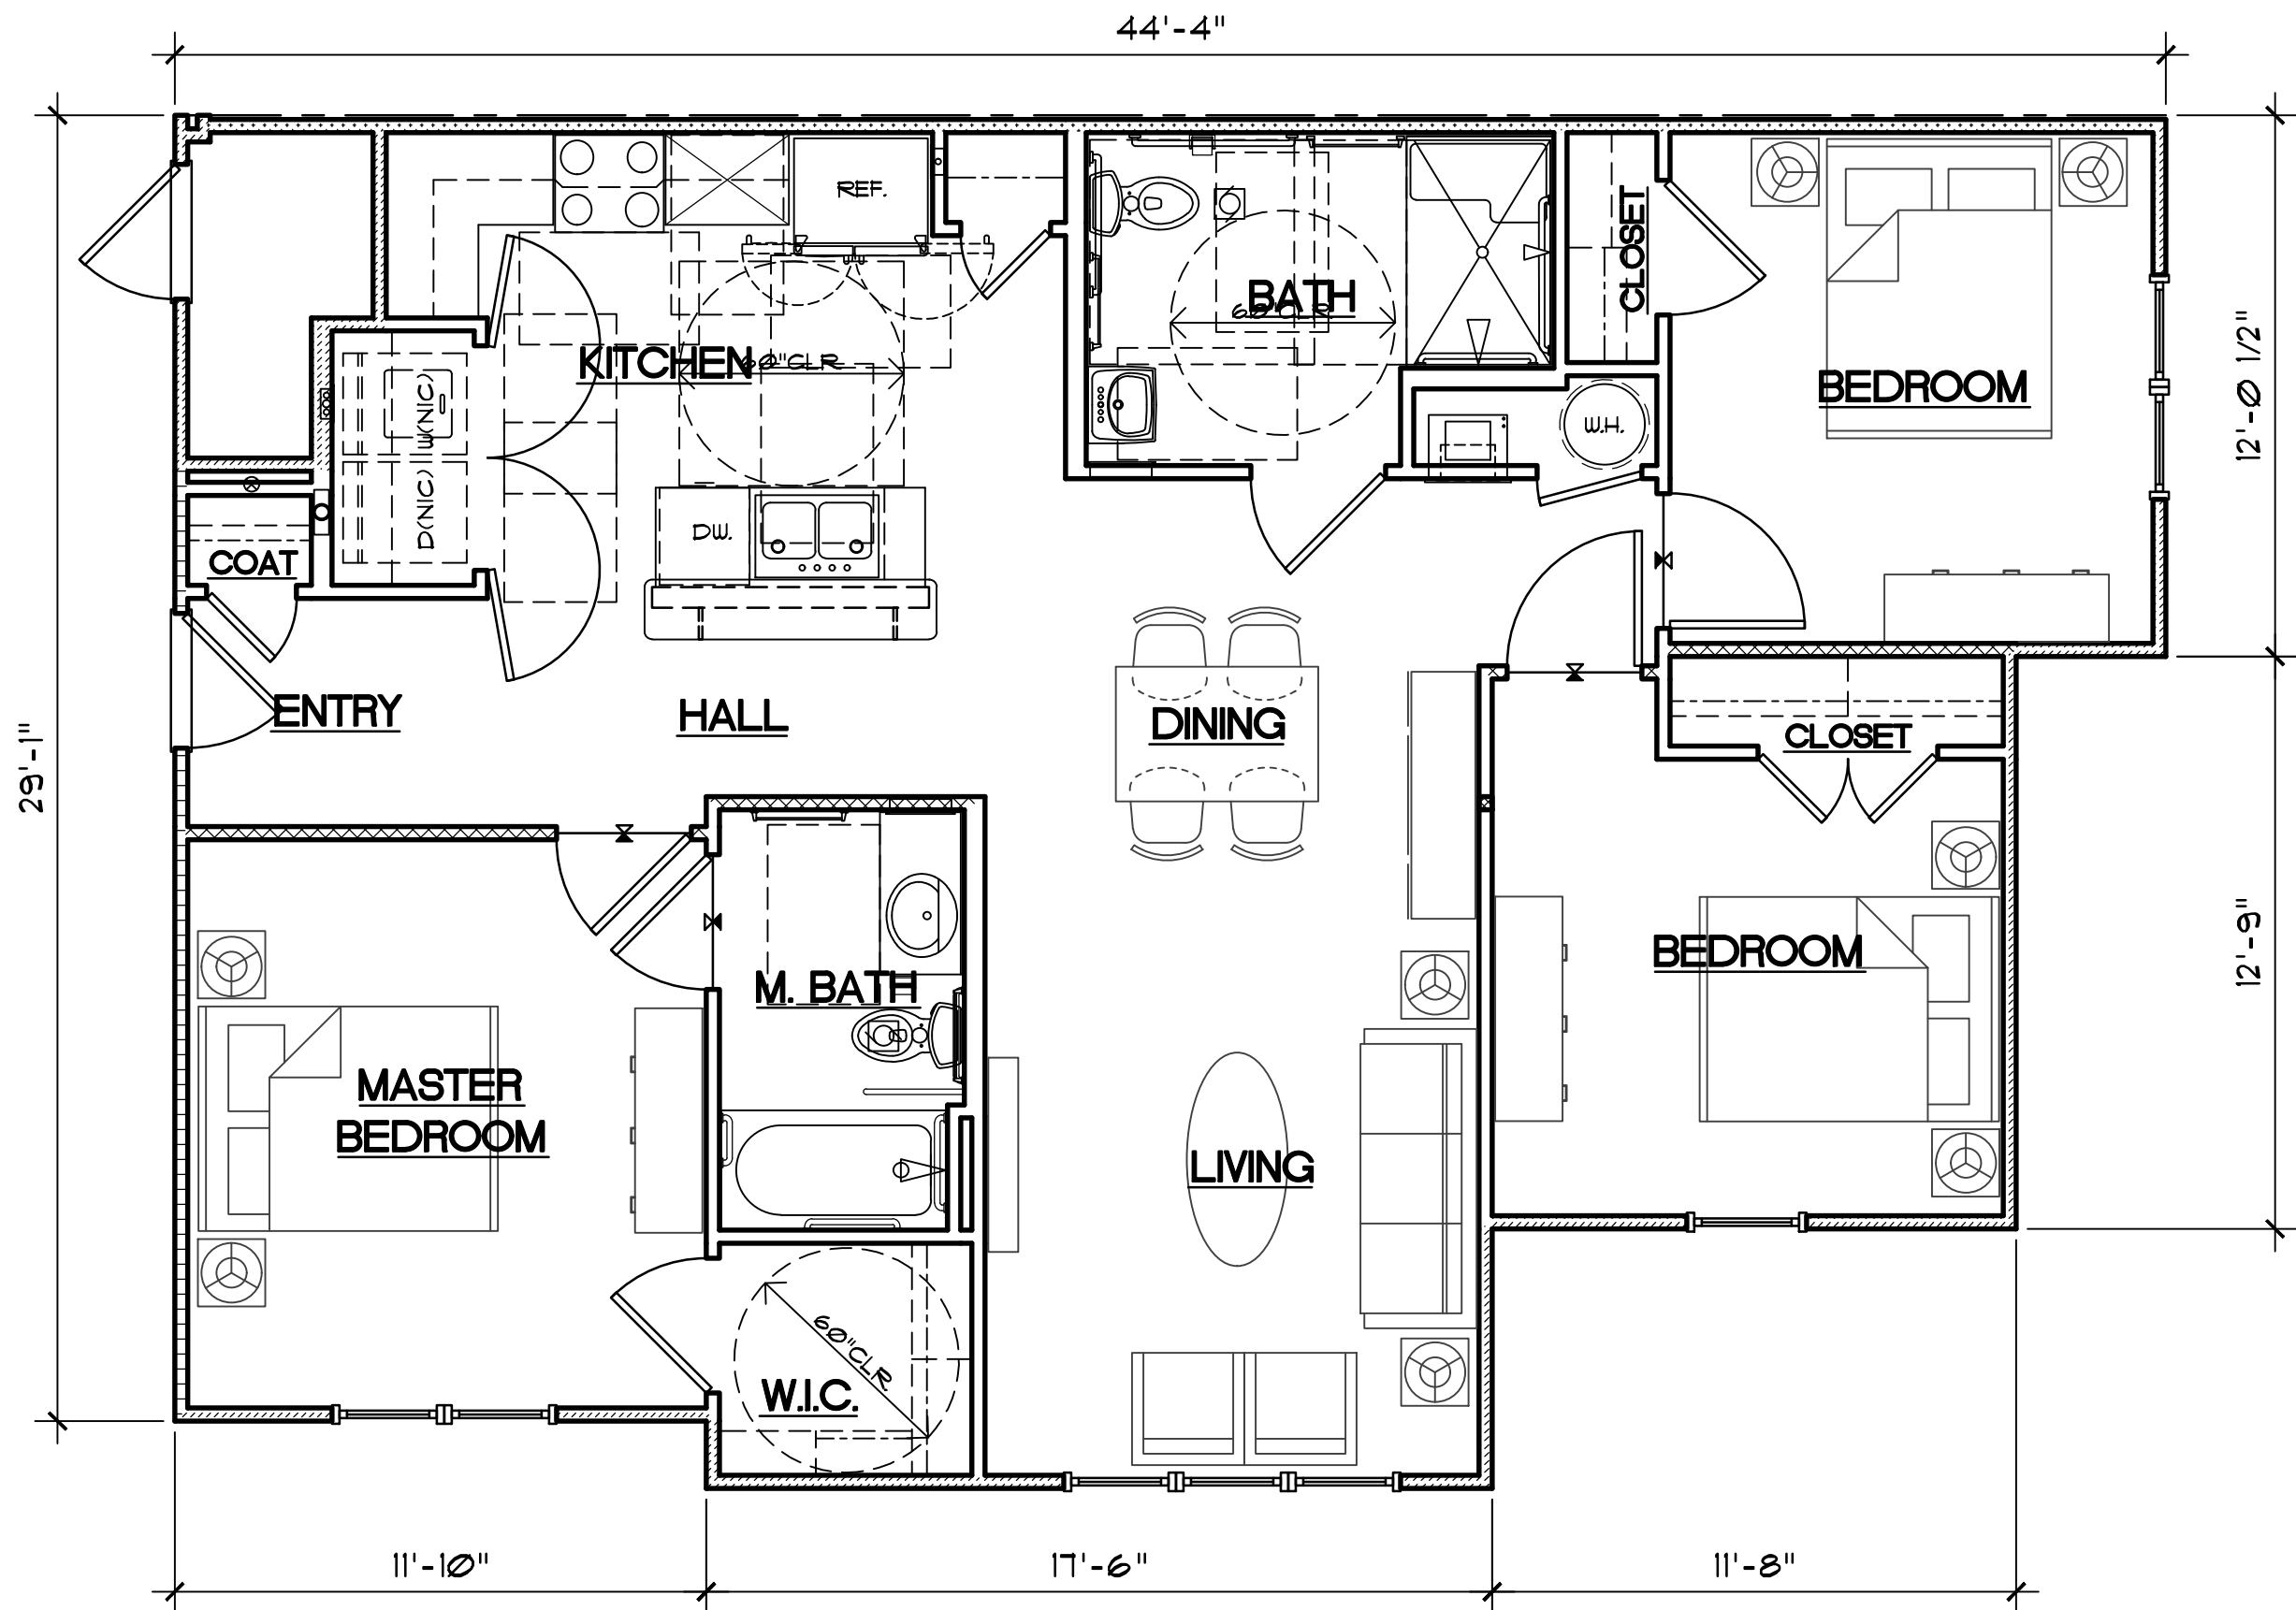 44'-4"
REF.
CLOSET
BATH
60"CLR
KITCHEN
60"CLR
BEDROOM
12'-0 1/2"
W(NIC)
W.H.
D(NIC)
DW.
COAT
ENTRY
HALL
DINING
CLOSET
29'-1"
BEDROOM
12'-9"
M. BATH
MASTER
BEDROOM
LIVING
60"CLR
W.I.C.
11'-10"
17'-6"
11'-8"